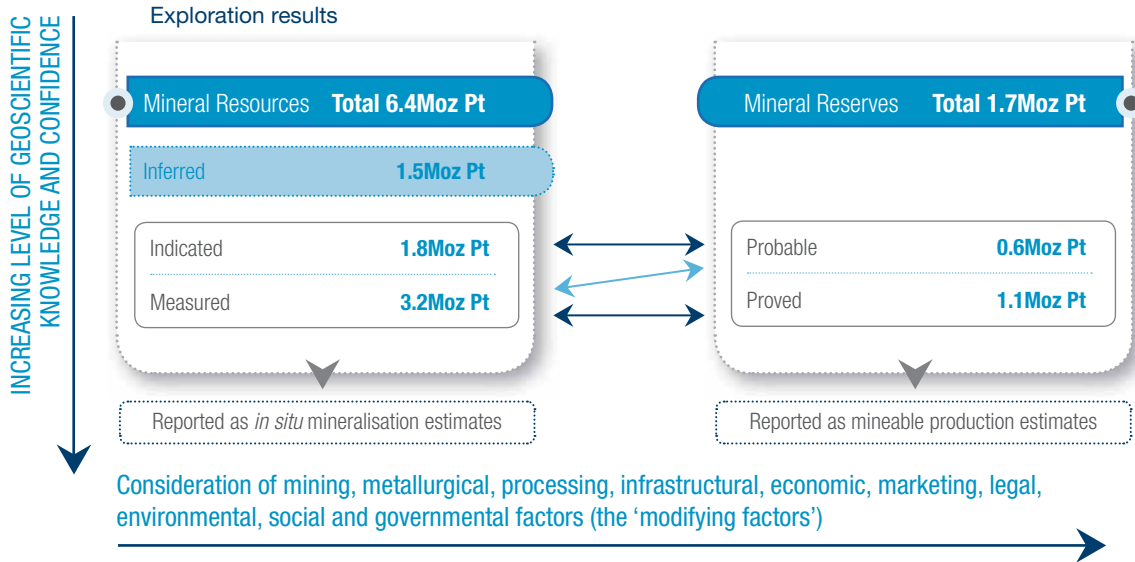 Exploration results
INCREASING LEVEL OF GEOSCIENTIFIC
KNOWLEDGE AND CONFIDENCE
Mineral Resources Total 6.4Moz Pt
Inferred 1.5Moz Pt
Indicated 1.8Moz Pt
Measured 3.2Moz Pt
Reported as in situ mineralisation estimates
Mineral Reserves Total 1.7Moz Pt
Probable 0.6Moz Pt
Proved 1.1Moz Pt
Reported as mineable production estimates
Consideration of mining, metallurgical, processing, infrastructural, economic, marketing, legal,
environmental, social and governmental factors (the ‘modifying factors’)